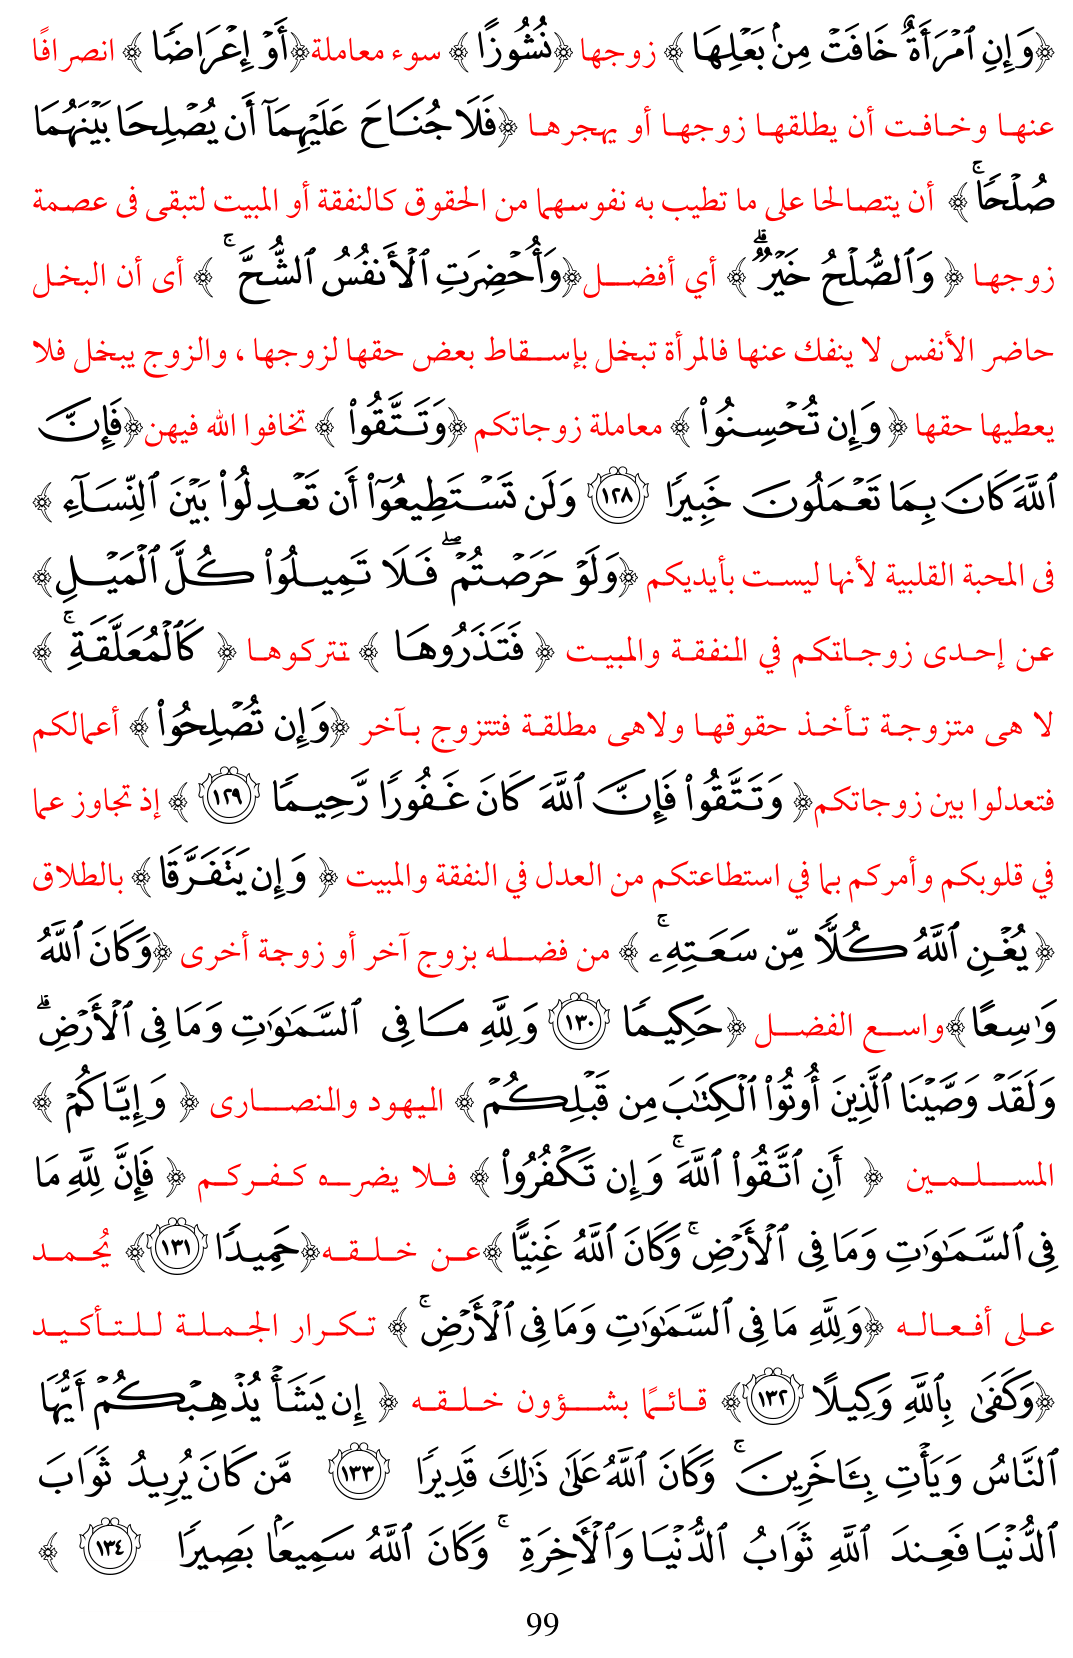 ﴿وَإِنِ ٱمۡرَأَةٌ خَافَتۡ مِنۢ بَعۡلِهَا ﴾ زوجها ﴿نُشُوزًا ﴾ سوء معاملة﴿أَوۡ إِعۡرَاضٗا ﴾ انصرافًا
عنها وخافت أن يطلقها زوجها أو يهجرها ﴿فَلَا جُنَاحَ عَلَيۡهِمَآ أَن يُصۡلِحَا بَيۡنَهُمَا
صُلۡحٗاۚ ﴾ أن يتصالحا على ما تطيب به نفوسهما من الحقوق كالنفقة أو المبيت لتبقى فى عصمة
زوجها ﴿ وَٱلصُّلۡحُ خَيۡرٞۗ ﴾ أي أفضل﴿وَأُحۡضِرَتِ ٱلۡأَنفُسُ ٱلشُّحَّۚ ﴾ أى أن البخل
حاضر الأنفس لا ينفك عنها فالمرأة تبخل بإسقاط بعض حقها لزوجها ، والزوج يبخل فلا
يعطيها حقها ﴿ وَإِن تُحۡسِنُواْ ﴾ معاملة زوجاتكم ﴿وَتَتَّقُواْ ﴾ تخافوا الله فيهن﴿فَإِنَّ
ٱللَّهَ كَانَ بِمَا تَعۡمَلُونَ خَبِيرٗا ١٢٨ وَلَن تَسۡتَطِيعُوٓاْ أَن تَعۡدِلُواْ بَيۡنَ ٱلنِّسَآءِ ﴾
فى المحبة القلبية لأنها ليست بأيديكم ﴿وَلَوۡ حَرَصۡتُمۡۖ فَلَا تَمِيلُواْ كُلَّ ٱلۡمَيۡلِ﴾
عن إحدى زوجاتكم في النفقة والمبيت ﴿ فَتَذَرُوهَا ﴾ تتركوها ﴿ كَٱلۡمُعَلَّقَةِۚ ﴾
لا هى متزوجة تأخذ حقوقها ولاهى مطلقة فتتزوج بآخر ﴿وَإِن تُصۡلِحُواْ ﴾ أعمالكم
فتعدلوا بين زوجاتكم﴿ وَتَتَّقُواْ فَإِنَّ ٱللَّهَ كَانَ غَفُورٗا رَّحِيمٗا ١٢٩ ﴾ إذ تجاوز عما
في قلوبكم وأمركم بما في استطاعتكم من العدل في النفقة والمبيت ﴿ وَإِن يَتَفَرَّقَا ﴾ بالطلاق
﴿ يُغۡنِ ٱللَّهُ كُلّٗا مِّن سَعَتِهِۦۚ ﴾ من فضله بزوج آخر أو زوجة أخرى ﴿وَكَانَ ٱللَّهُ
وَٰسِعًا ﴾واسع الفضل ﴿حَكِيمٗا ١٣٠ وَلِلَّهِ مَا فِى ٱلسَّمَٰوَٰتِ وَمَا فِى ٱلۡأَرۡضِۗ
وَلَقَدۡ وَصَّيۡنَا ٱلَّذِينَ أُوتُواْ ٱلۡكِتَٰبَ مِن قَبۡلِكُمۡ ﴾ اليهود والنصارى ﴿ وَإِيَّاكُمۡ ﴾
المسلمين ﴿ أَنِ ٱتَّقُواْ ٱللَّهَۚ وَإِن تَكۡفُرُواْ ﴾ فلا يضره كفركم ﴿ فَإِنَّ لِلَّهِ مَا
فِى ٱلسَّمَٰوَٰتِ وَمَا فِى ٱلۡأَرۡضِۚ وَكَانَ ٱللَّهُ غَنِيًّا ﴾عن خلقه﴿حَمِيدٗا ١٣١﴾ يُحمد
على أفعاله ﴿وَلِلَّهِ مَا فِى ٱلسَّمَٰوَٰتِ وَمَا فِى ٱلۡأَرۡضِۚ ﴾ تكرار الجملة للتأكيد
﴿وَكَفَىٰ بِٱللَّهِ وَكِيلًا ١٣٢﴾ قائمًا بشؤون خلقه ﴿ إِن يَشَأۡ يُذۡهِبۡكُمۡ أَيُّهَا
ٱلنَّاسُ وَيَأۡتِ بِـَٔاخَرِينَۚ وَكَانَ ٱللَّهُ عَلَىٰ ذَٰلِكَ قَدِيرٗا ١٣٣ مَّن كَانَ يُرِيدُ ثَوَابَ
ٱلدُّنۡيَا فَعِندَ ٱللَّهِ ثَوَابُ ٱلدُّنۡيَا وَٱلۡأٓخِرَةِۚ وَكَانَ ٱللَّهُ سَمِيعَۢا بَصِيرٗا ١٣٤ ﴾
99